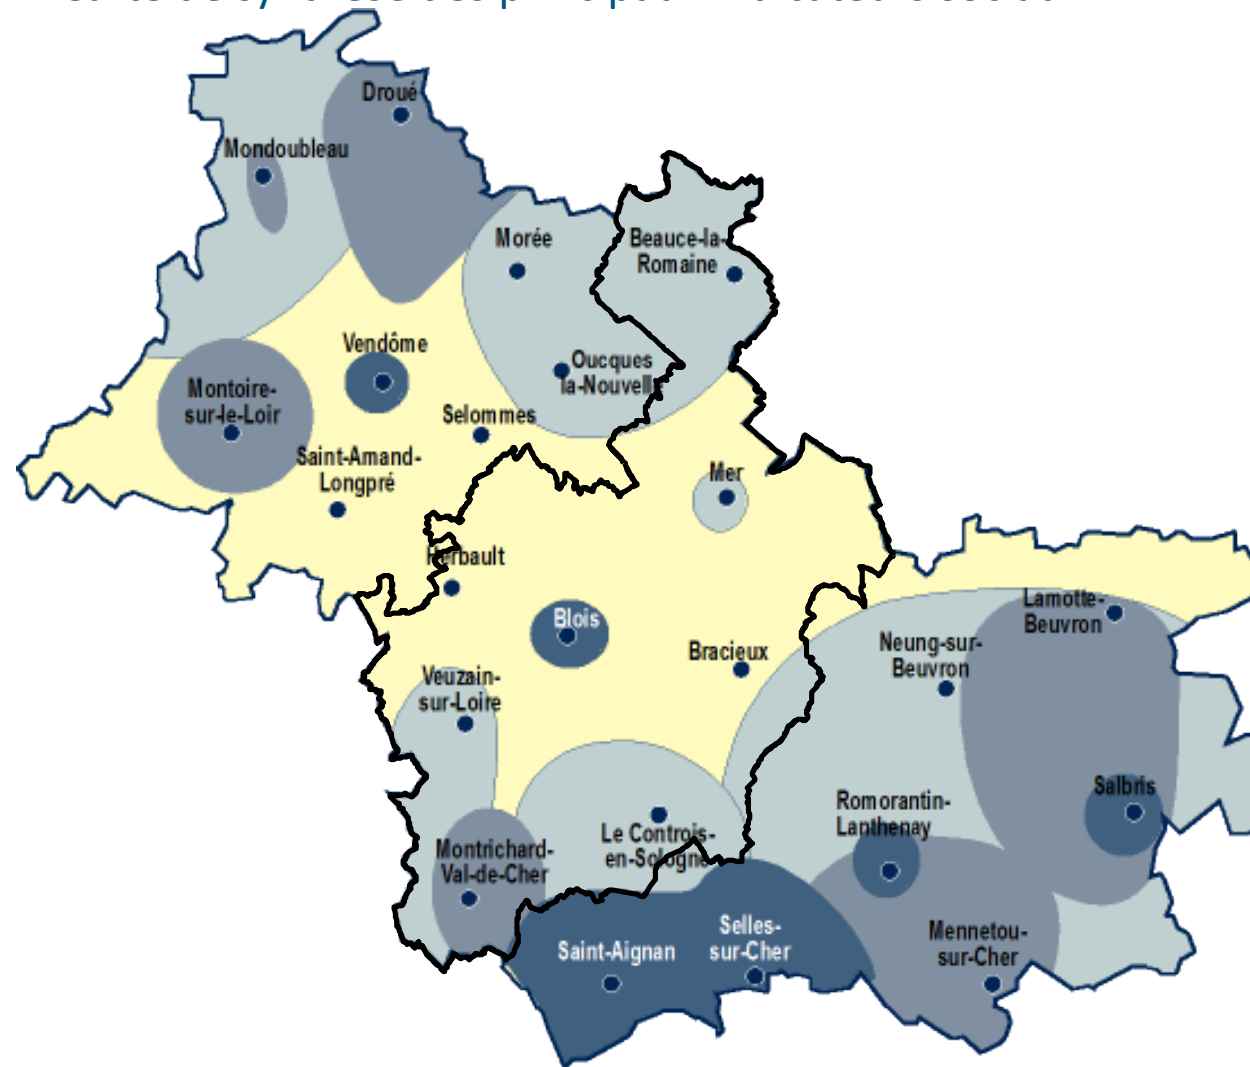 Droué
Mondoubleau
Morée
Beauce-la-
Romaine
Vendôme
Oucques
la-Nouvelle
Montoire-
sur-le-Loir
Selommes
Saint-Amand-
Longpré
Mer
Herbault
Blois
Bracieux
Lamotte-
Beuvron
Neung-sur-
Beuvron
Veuzain-
sur-Loire
Salbris
Romorantin-
Lanthenay
Le Controis-
en-Sologne
Montrichard-
Val-de-Cher
Selles-
sur-Cher
Saint-Aignan
Mennetou-
sur-Cher